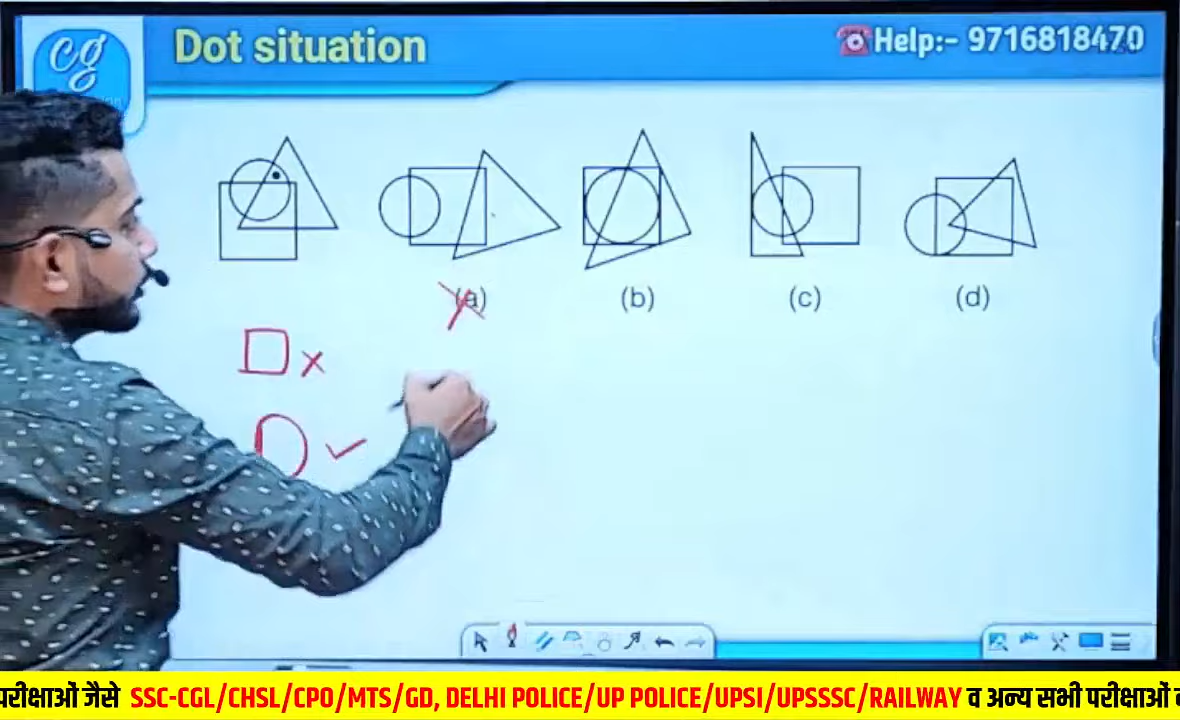 cg
Dot situation
☎Help:- 9716818470
(a)
(b)
(c)
(d)
परीक्षाओं जैसे SSC-CGL/CHSL/CPO/MTS/GD, DELHI POLICE/UP POLICE/UPSI/UPSSSC/RAILWAY व अन्य सभी परीक्षाओं